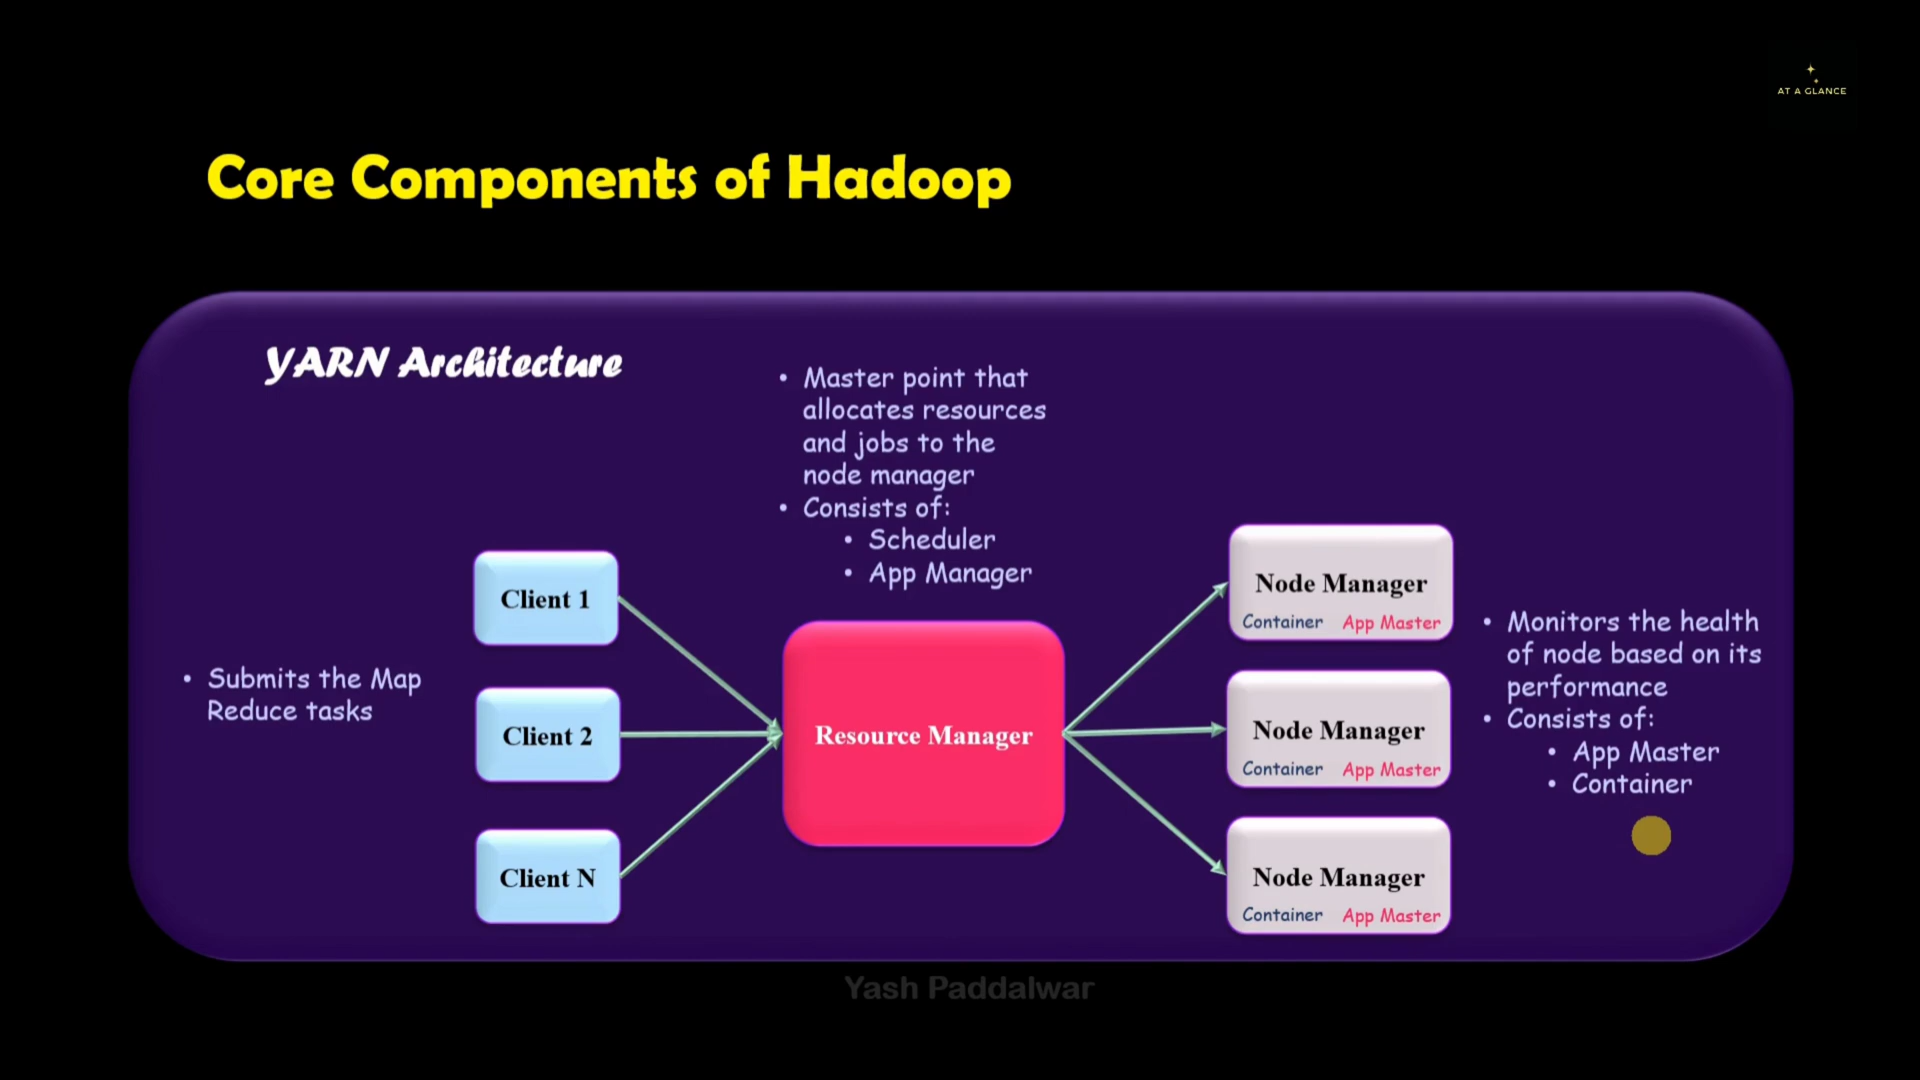 AT A GLANCE
Core Components of Hadoop
YARN Architecture
• Master point that
allocates resources
and jobs to the
node manager
• Consists of:
• Scheduler
• App Manager
• Submits the Map
Reduce tasks
Client 1
Client 2
Client N
Resource Manager
Node Manager
Container App Master
Node Manager
Container App Master
Node Manager
Container App Master
• Monitors the health
of node based on its
performance
• Consists of:
• App Master
• Container
Yash Paddalwar